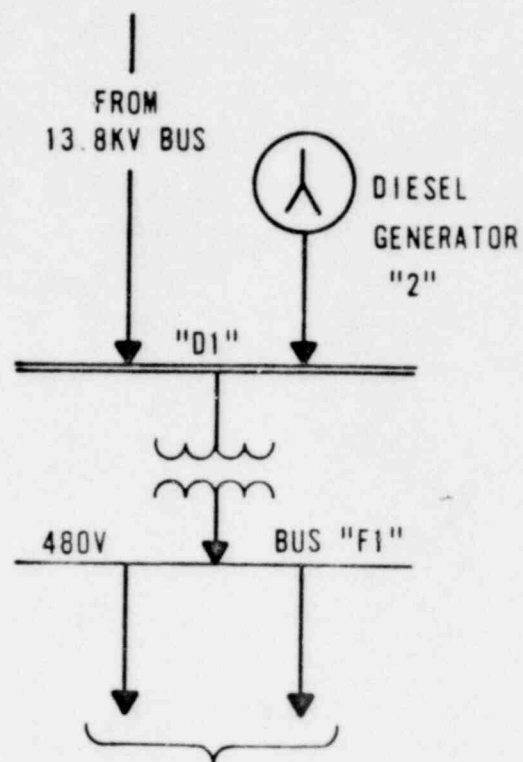 FROM
13.8KV BUS
DIESEL
GENERATOR
"2"
"D1"
480V BUS "F1"